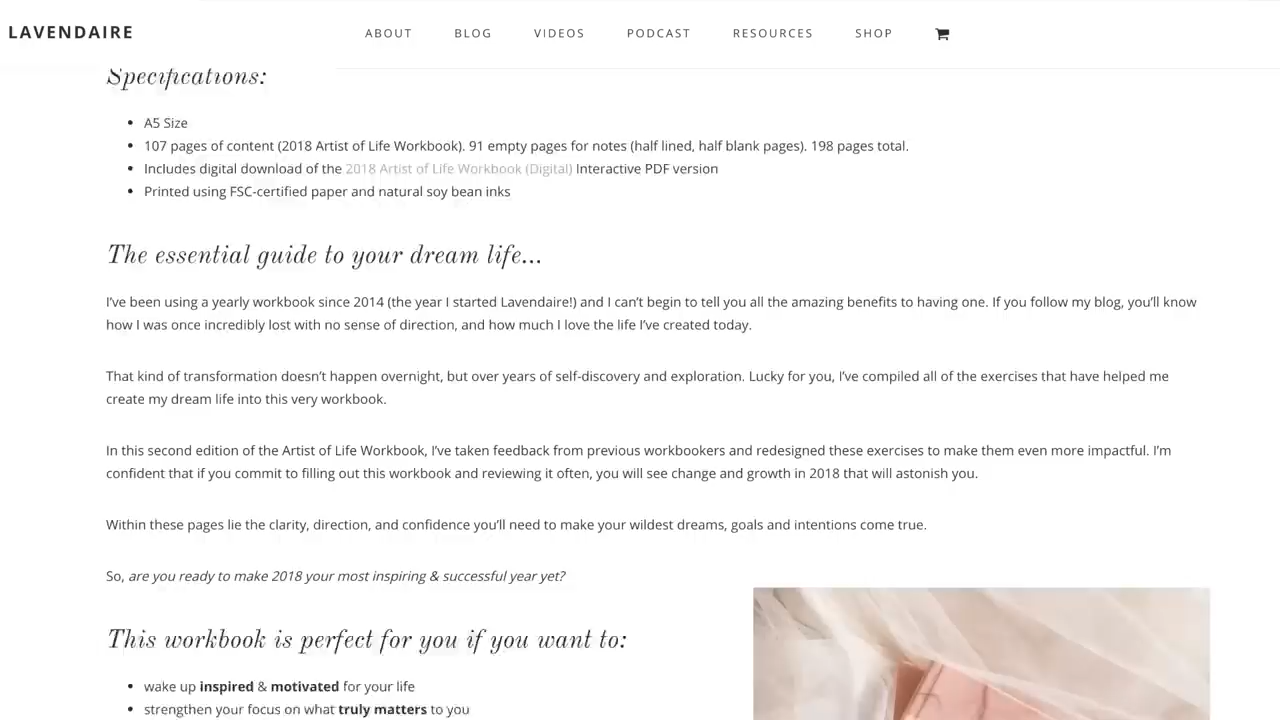 LAVENDAIRE
ABOUT BLOG VIDEOS PODCAST RESOURCES SHOP
Specifications:
• A5 Size
• 107 pages of content (2018 Artist of Life Workbook). 91 empty pages for notes (half lined, half blank pages). 198 pages total.
• Includes digital download of the 2018 Artist of Life Workbook (Digital) Interactive PDF version
• Printed using FSC-certified paper and natural soy bean inks
The essential guide to your dream life...
I've been using a yearly workbook since 2014 (the year I started Lavendaire!) and I can't begin to tell you all the amazing benefits to having one. If you follow my blog, you'll know
how I was once incredibly lost with no sense of direction, and how much I love the life I've created today.
That kind of transformation doesn't happen overnight, but over years of self-discovery and exploration. Lucky for you, I've compiled all of the exercises that have helped me
create my dream life into this very workbook.
In this second edition of the Artist of Life Workbook, I've taken feedback from previous workbookers and redesigned these exercises to make them even more impactful. I'm
confident that if you commit to filling out this workbook and reviewing it often, you will see change and growth in 2018 that will astonish you.
Within these pages lie the clarity, direction, and confidence you'll need to make your wildest dreams, goals and intentions come true.
So, are you ready to make 2018 your most inspiring & successful year yet?
This workbook is perfect for you if you want to:
• wake up inspired & motivated for your life
• strengthen your focus on what truly matters to you